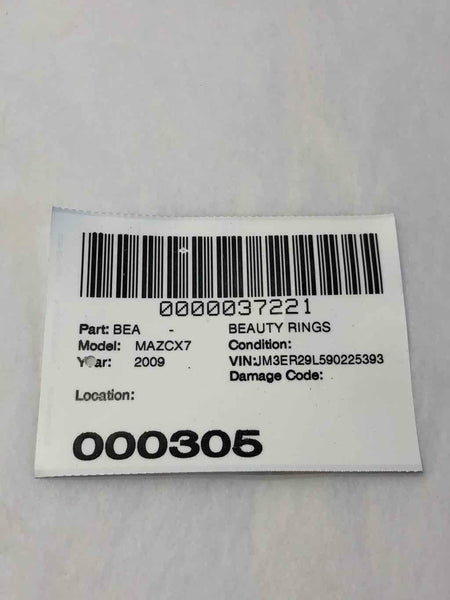 0000037221
Part: BEA - BEAUTY RINGS
Model: MAZCX7 Condition:
Year: 2009 VIN:JM3ER29L590225393
Damage Code:
Location:
000305